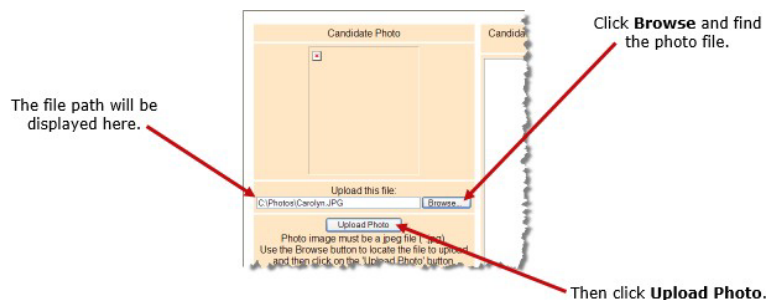 Click Browse and find
the photo file.
Candidate Photo
The file path will be
displayed here.
Upload this file:
C:\Photos\Carolyn.JPG
Browse...
Upload Photo
Photo image must be a jpeg file (*.jpg)
Use the Browse button to locate the file to upload
and then click on the 'Upload Photo' button
Then click Upload Photo.